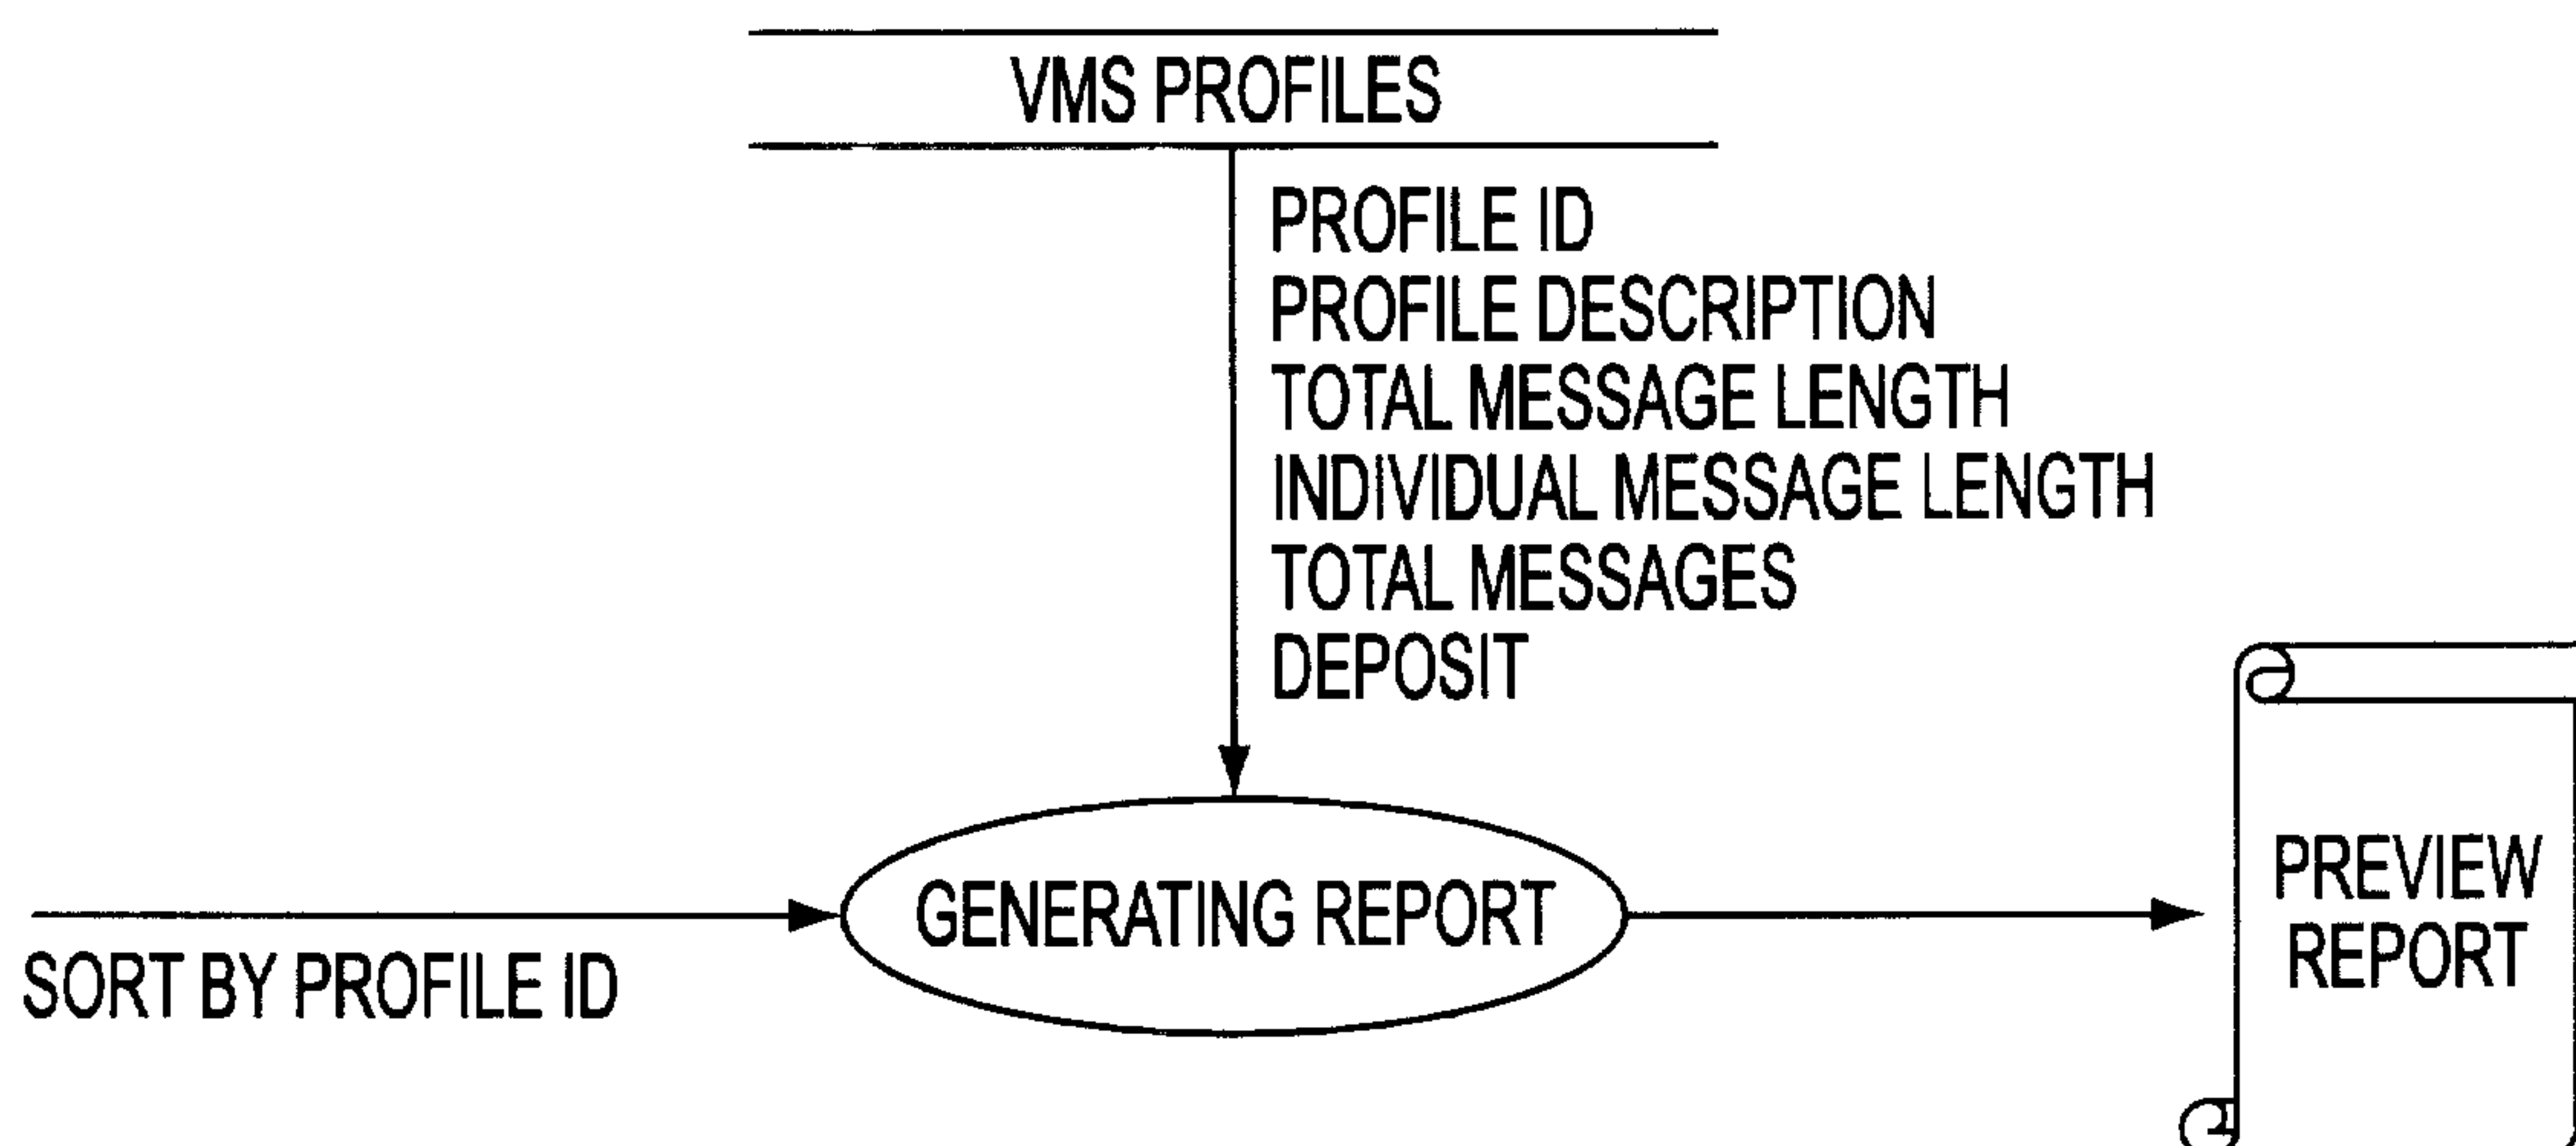 VMS PROFILES
PROFILE ID
PROFILE DESCRIPTION
TOTAL MESSAGE LENGTH
INDIVIDUAL MESSAGE LENGTH
TOTAL MESSAGES
DEPOSIT
SORT BY PROFILE ID
GENERATING REPORT
PREVIEW
REPORT